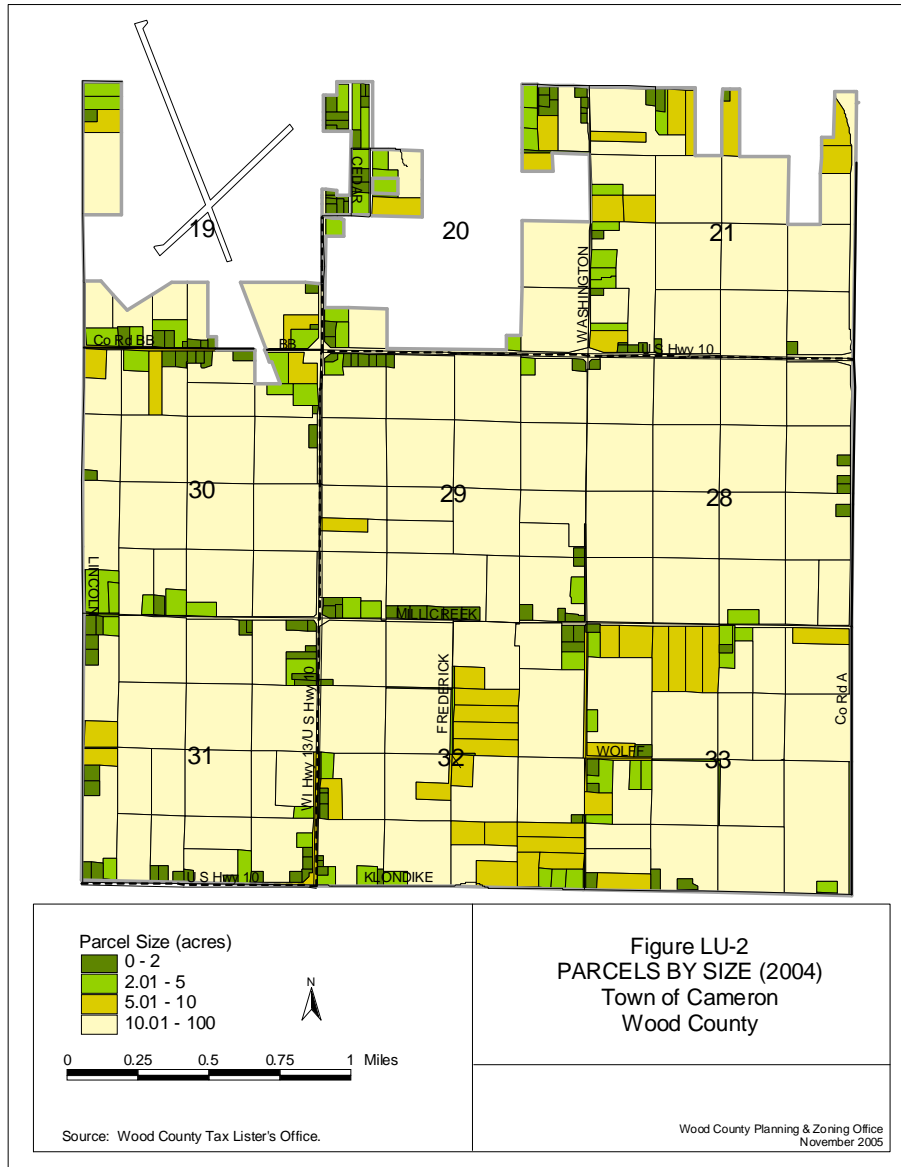 CEDAR
19
20
21
WASHINGTON
Co Rd BB
BB
U S Hwy 10
30
29
28
LINCOLN
MILLCREEK
FREDERICK
WI Hwy 13/U S Hwy 10
Co Rd A
31
32
WOLFF
33
U S Hwy 10
KLONDIKE
Parcel Size (acres)
0 - 2
2.01 - 5
5.01 - 10
10.01 - 100
N
0 0.25 0.5 0.75 1 Miles
Source: Wood County Tax Lister's Office.
Figure LU-2
PARCELS BY SIZE (2004)
Town of Cameron
Wood County
Wood County Planning & Zoning Office
November 2005